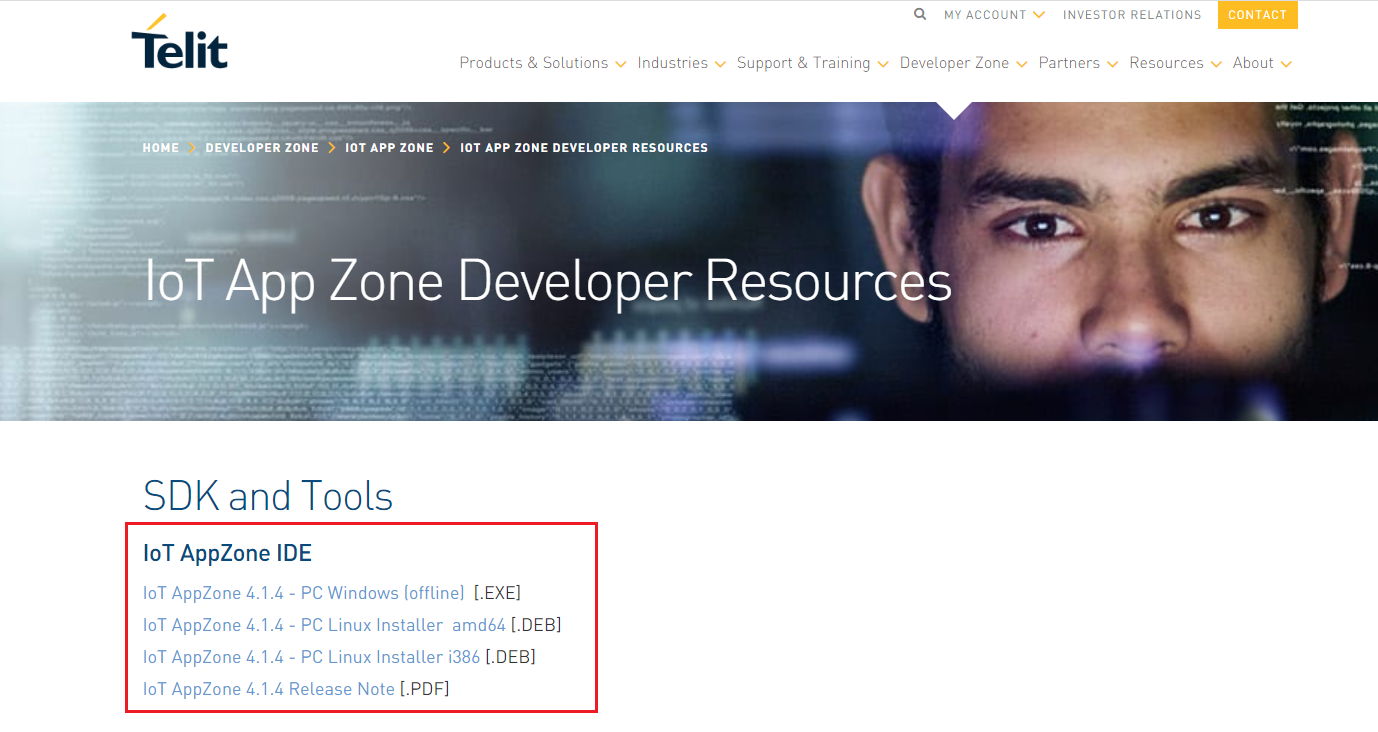 MY ACCOUNT INVESTOR RELATIONS CONTACT
Telit
Products & Solutions Industries Support & Training Developer Zone Partners Resources About
HOME > DEVELOPER ZONE > IOT APP ZONE > IOT APP ZONE DEVELOPER RESOURCES
IoT App Zone Developer Resources
SDK and Tools
IoT AppZone IDE
IoT AppZone 4.1.4 - PC Windows (offline) [.EXE]
IoT AppZone 4.1.4 - PC Linux Installer amd64 [.DEB]
IoT AppZone 4.1.4 - PC Linux Installer i386 [.DEB]
IoT AppZone 4.1.4 Release Note [.PDF]